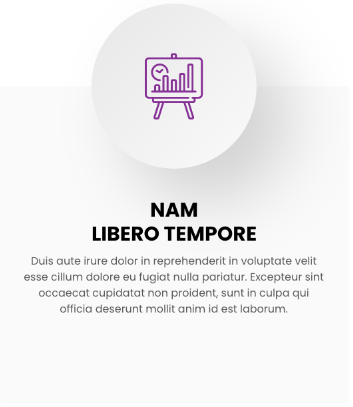 NAM
LIBERO TEMPORE
Duis aute irure dolor in reprehenderit in voluptate velit
esse cillum dolore eu fugiat nulla pariatur. Excepteur sint
occaecat cupidatat non proident, sunt in culpa qui
officia deserunt mollit anim id est laborum.